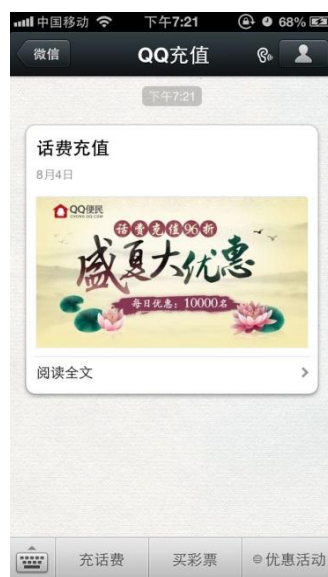 中国移动 下午7:21 68%
微信 QQ充值
下午7:21
话费充值
8月4日
QQ便民
CHONG.QQ.COM
话费充值96折
盛夏大优惠
每日优惠：10000名
阅读全文
充话费 买彩票 优惠活动